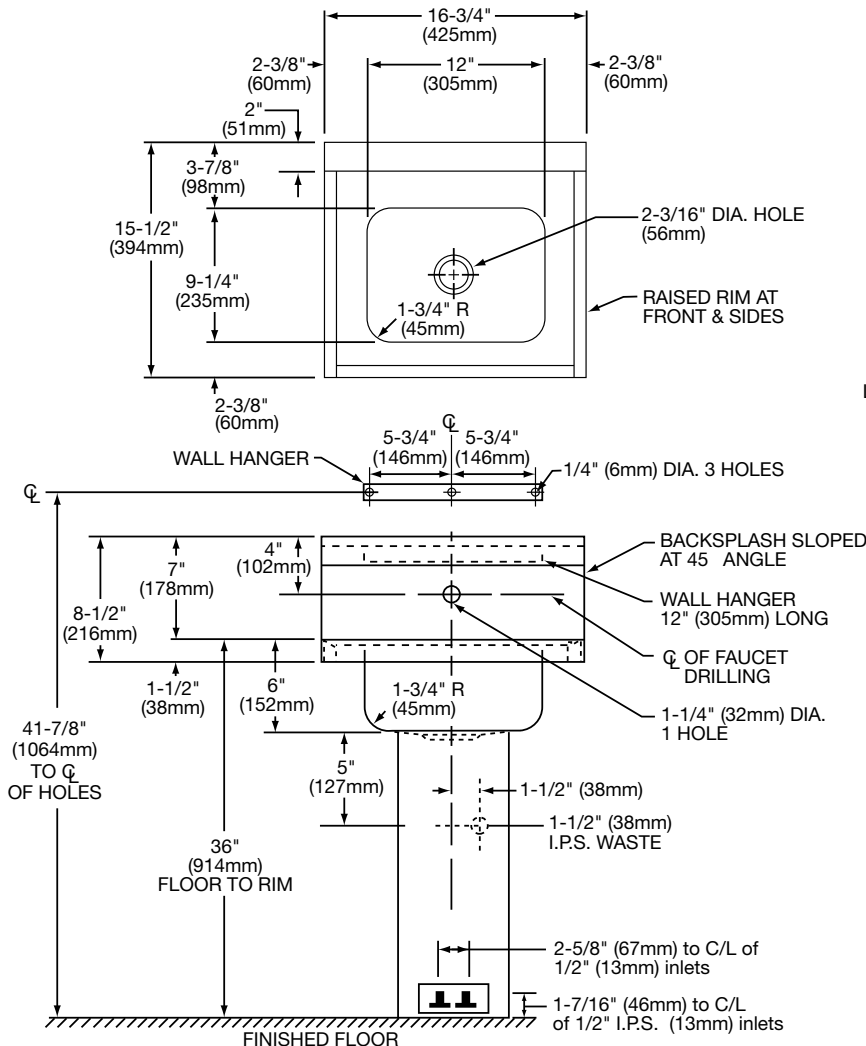 16-3/4"
(425mm)
2-3/8"
(60mm)
12"
(305mm)
2-3/8"
(60mm)
2"
(51mm)
3-7/8"
(98mm)
15-1/2"
(394mm)
2-3/16" DIA. HOLE
(56mm)
9-1/4"
(235mm)
1-3/4" R
(45mm)
RAISED RIM AT
FRONT & SIDES
2-3/8"
(60mm)
E
℄
5-3/4"
(146mm)
5-3/4"
(146mm)
WALL HANGER
1/4" (6mm) DIA. 3 HOLES
℄
4"
(102mm)
BACKSPLASH SLOPED
AT 45 ANGLE
7"
(178mm)
8-1/2"
(216mm)
WALL HANGER
12" (305mm) LONG
℄ OF FAUCET
DRILLING
1-1/2"
(38mm)
6"
(152mm)
1-3/4" R
(45mm)
1-1/4" (32mm) DIA.
1 HOLE
41-7/8"
(1064mm)
TO ℄
OF HOLES
5"
(127mm)
1-1/2" (38mm)
1-1/2" (38mm)
I.P.S. WASTE
36"
(914mm)
FLOOR TO RIM
2-5/8" (67mm) to C/L of
1/2" (13mm) inlets
1-7/16" (46mm) to C/L
of 1/2" I.P.S. (13mm) inlets
FINISHED FLOOR